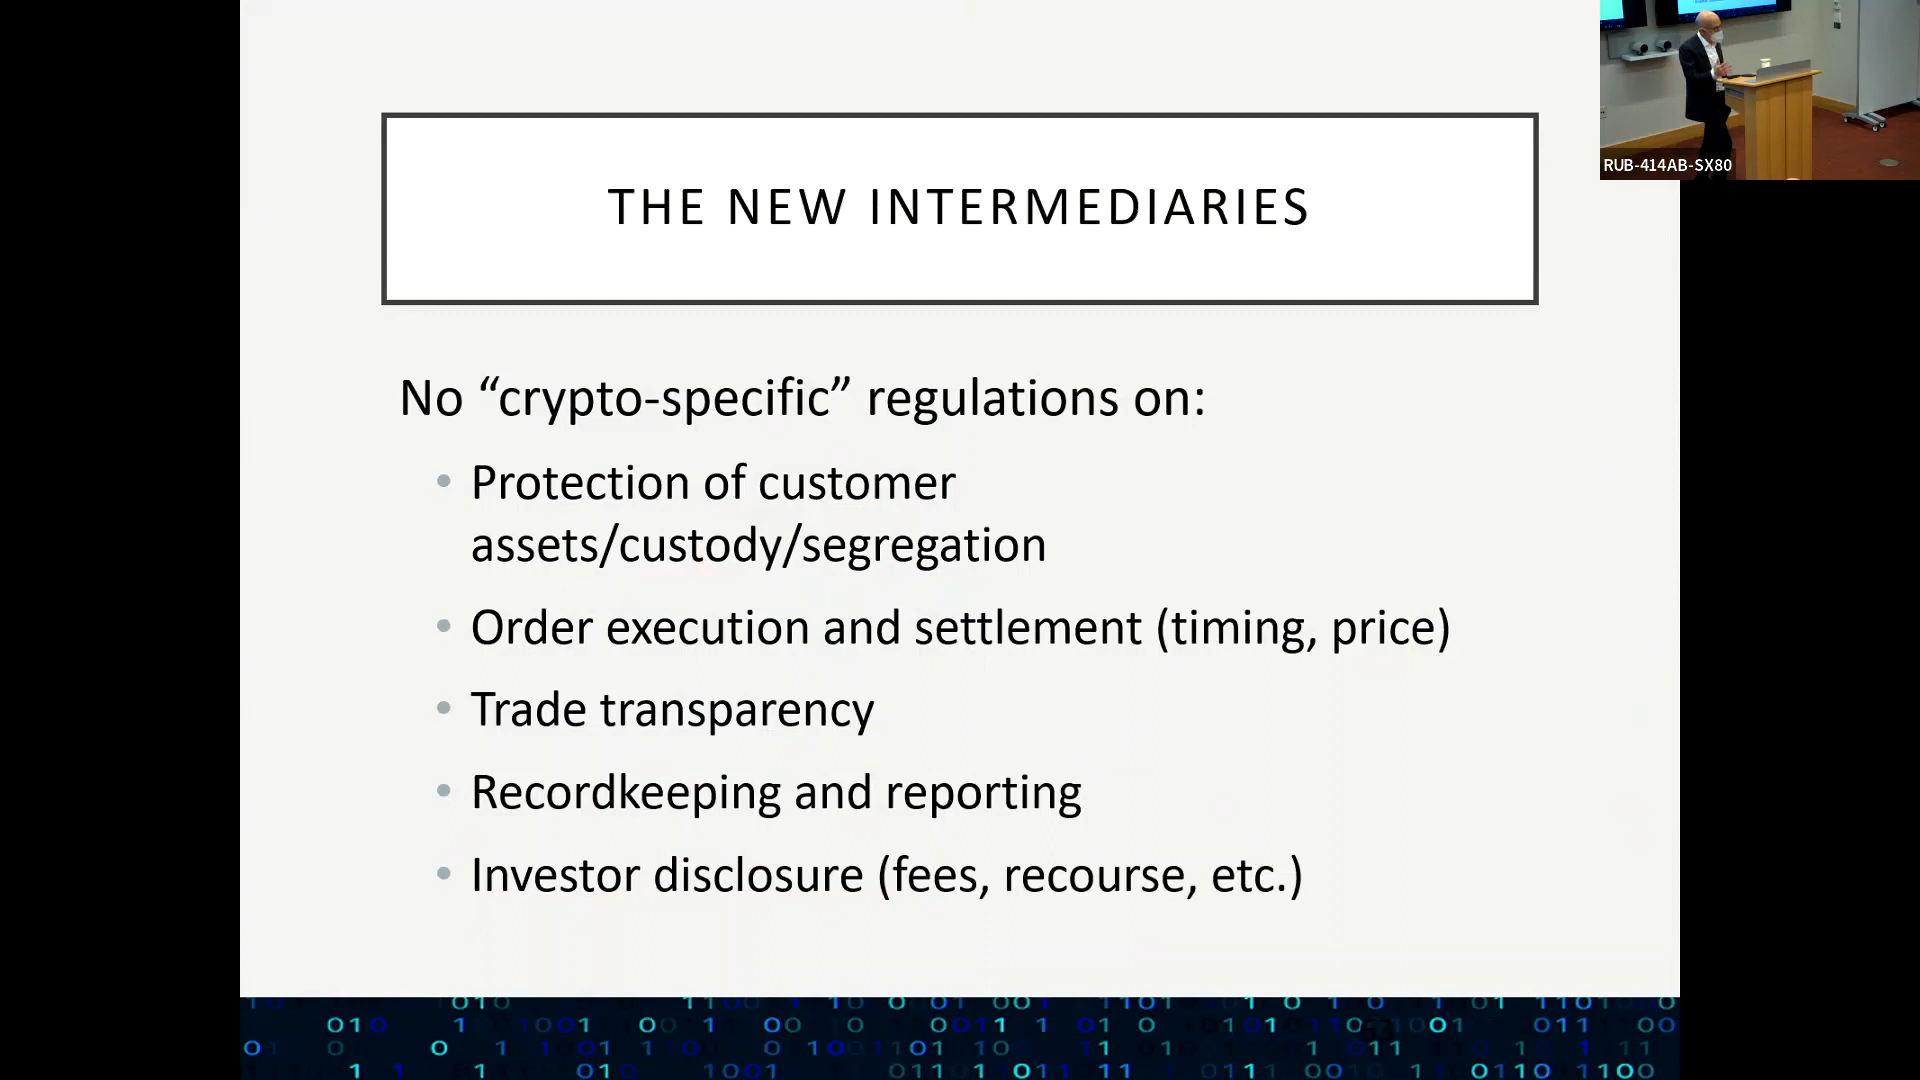 THE NEW INTERMEDIARIES
RUB-414AB-SX80
No “crypto-specific” regulations on:
• Protection of customer
assets/custody/segregation
• Order execution and settlement (timing, price)
• Trade transparency
• Recordkeeping and reporting
• Investor disclosure (fees, recourse, etc.)